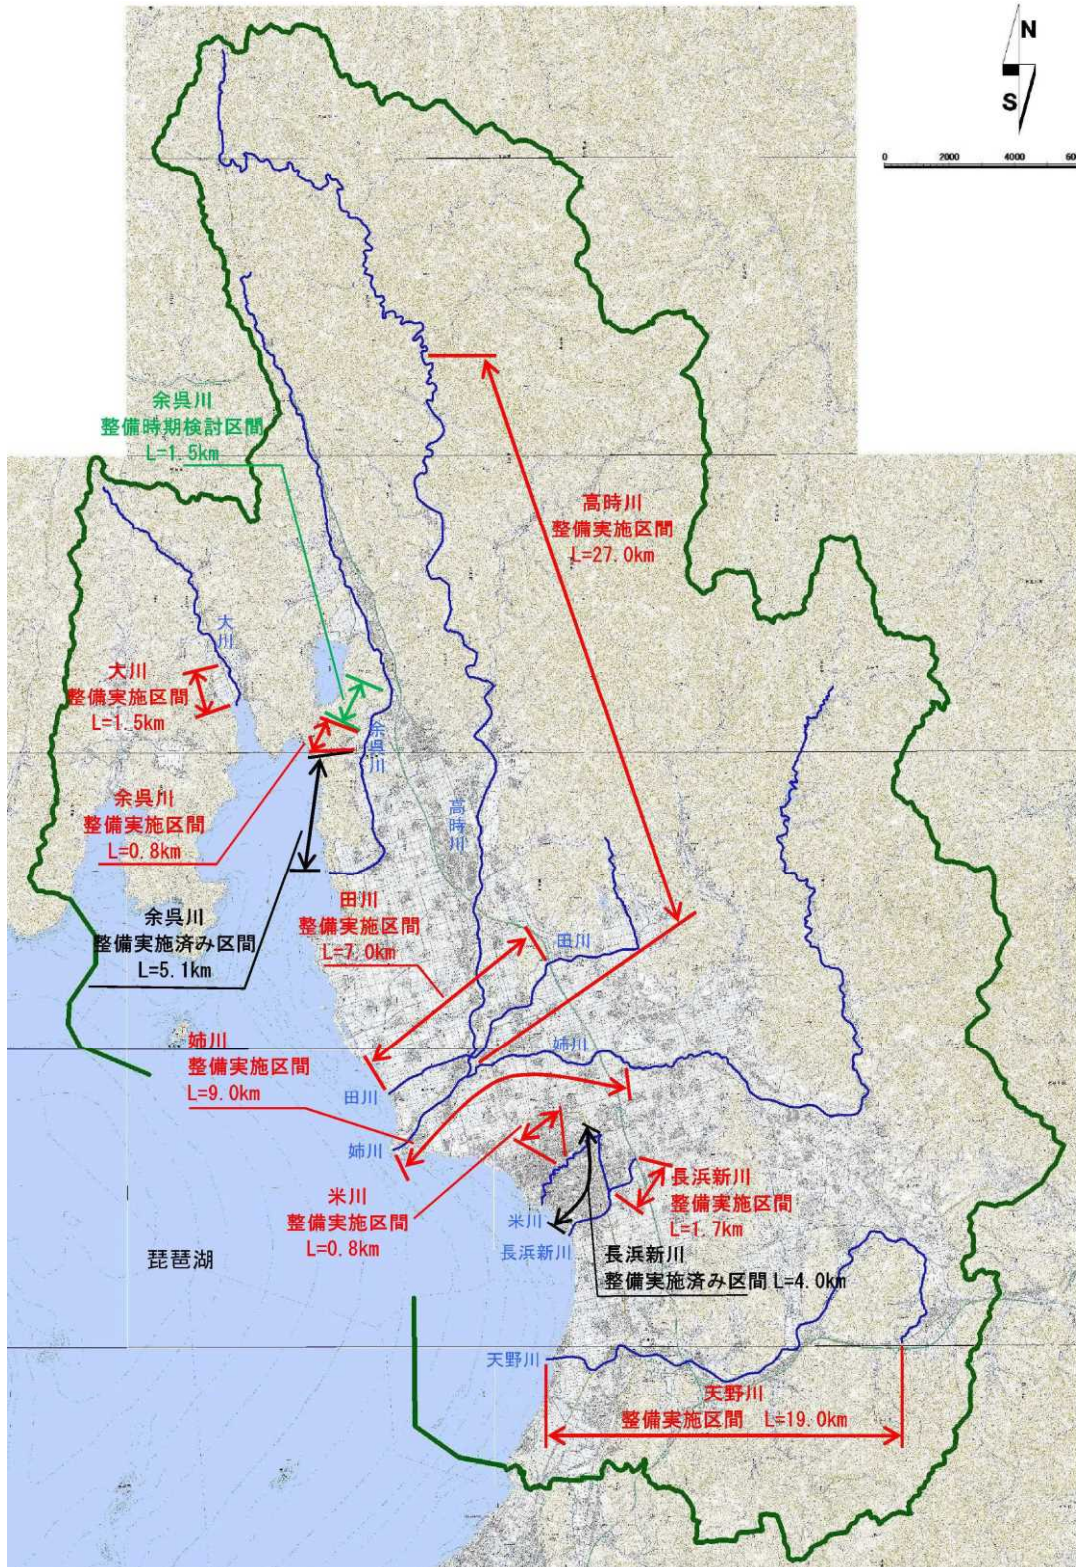 N
S
0 2000 4000 60
余呉川
整備時期検討区間
L=1.5km
高時川
整備実施区間
L=27.0km
大川
大川
整備実施区間
L=1.5km
余呉川
余呉川
整備実施区間
L=0.8km
高時川
余呉川
整備実施済み区間
L=5.1km
田川
整備実施区間
L=7.0km
田川
姉川
整備実施区間
L=9.0km
姉川
田川
姉川
米川
整備実施区間
L=0.8km
長浜新川
整備実施区間
L=1.7km
米川
長浜新川
琵琶湖
長浜新川
整備実施済み区間 L=4.0km
天野川
天野川
整備実施区間 L=19.0km